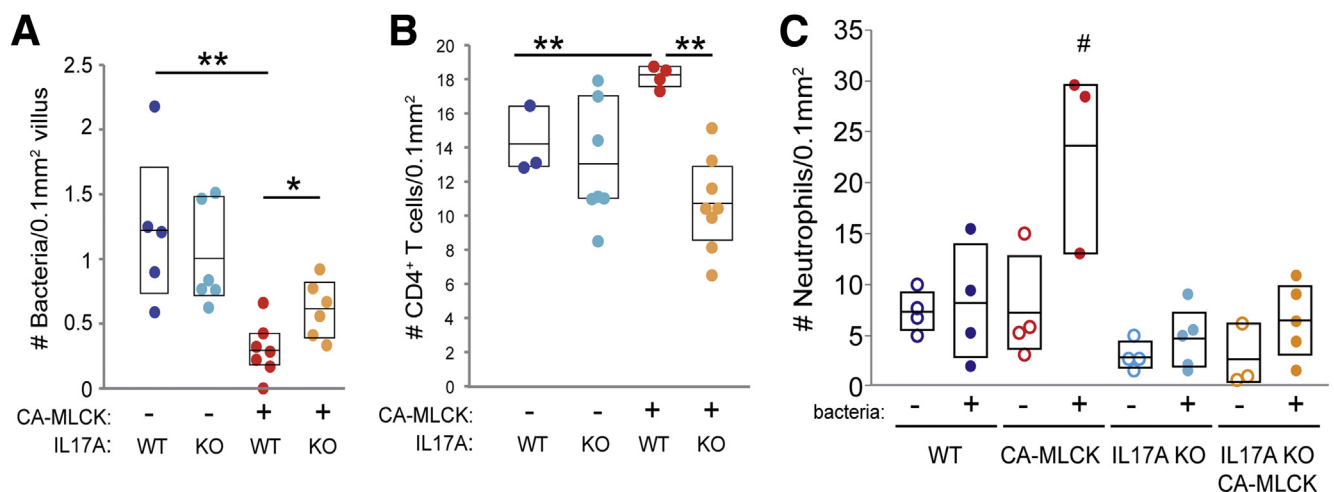 A
# Bacteria/0.1mm² villus
2.5
2
1.5
1
0.5
0
**
*
CA-MLCK: - - + +
IL17A: WT KO WT KO
B
# CD4⁺ T cells/0.1mm²
20
18
16
14
12
10
8
6
4
2
0
** **
CA-MLCK: - - + +
IL17A: WT KO WT KO
C
# Neutrophils/0.1mm²
35
30
25
20
15
10
5
0
#
bacteria: - + - + - + - +
WT CA-MLCK IL17A KO IL17A KO
CA-MLCK